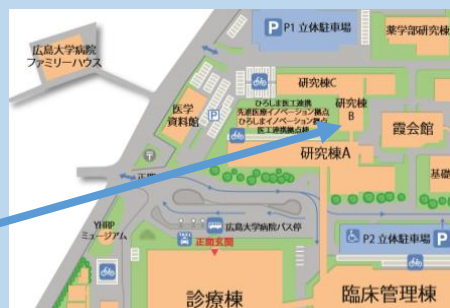 広島大学病院
ファミリーハウス
P
P1 立体駐車場
薬学部研究棟
研究棟C
医学
資料館
P
ひろしま医工連携
先進医療イノベーション拠点
ひろしまイノベーション拠点
医工連携拠点棟
研究棟
B
霞会館
研究棟A
基礎
正門
YHRP
ミュージアム
広島大学病院バス停
正面玄関
P2 立体駐車場
P
診療棟
臨床管理棟